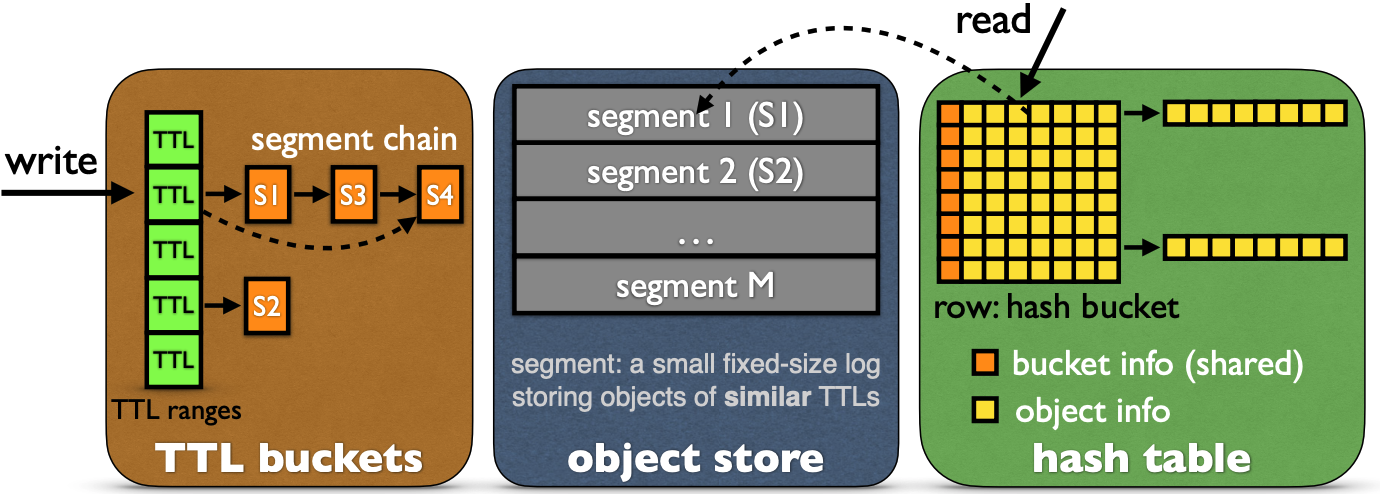 write
TTL
TTL
TTL
TTL
TTL
segment chain
S1
S3
S4
S2
TTL ranges
TTL buckets
segment 1 (S1)
segment 2 (S2)
...
segment M
segment: a small fixed-size log
storing objects of similar TTLs
object store
read
row: hash bucket
bucket info (shared)
object info
hash table